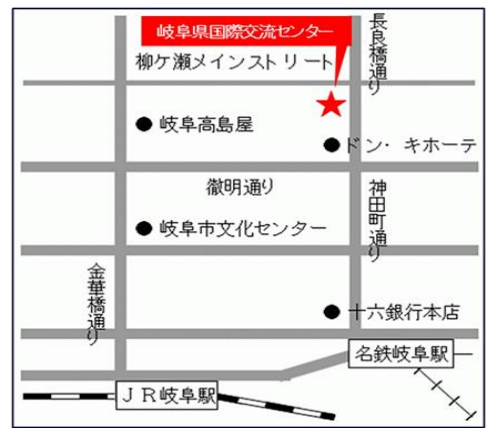 岐阜県国際交流センター
長良橋通り
柳ケ瀬メインストリート
岐阜高島屋
ドン・キホーテ
徹明通り
神田町通り
岐阜市文化センター
金華橋通り
十六銀行本店
名鉄岐阜駅
ＪＲ岐阜駅